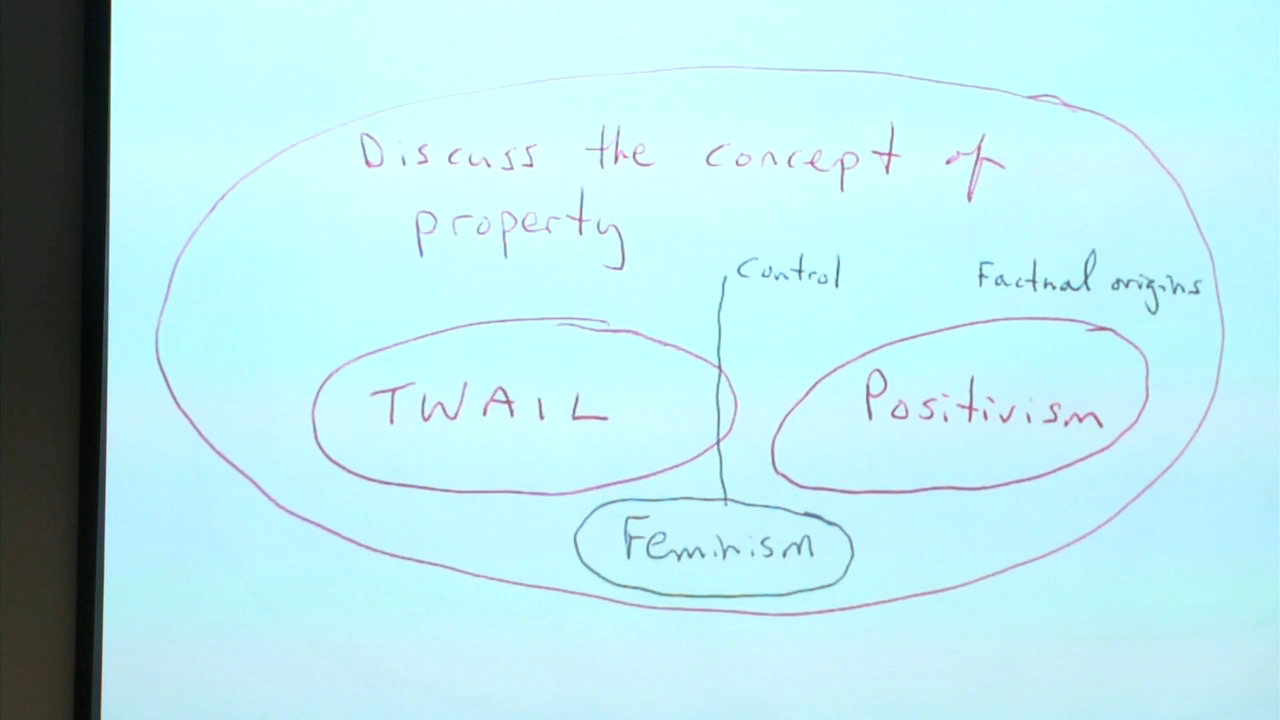 Discuss the concept of
property
Control
Factual origins
TWAIL
Positivism
Feminism